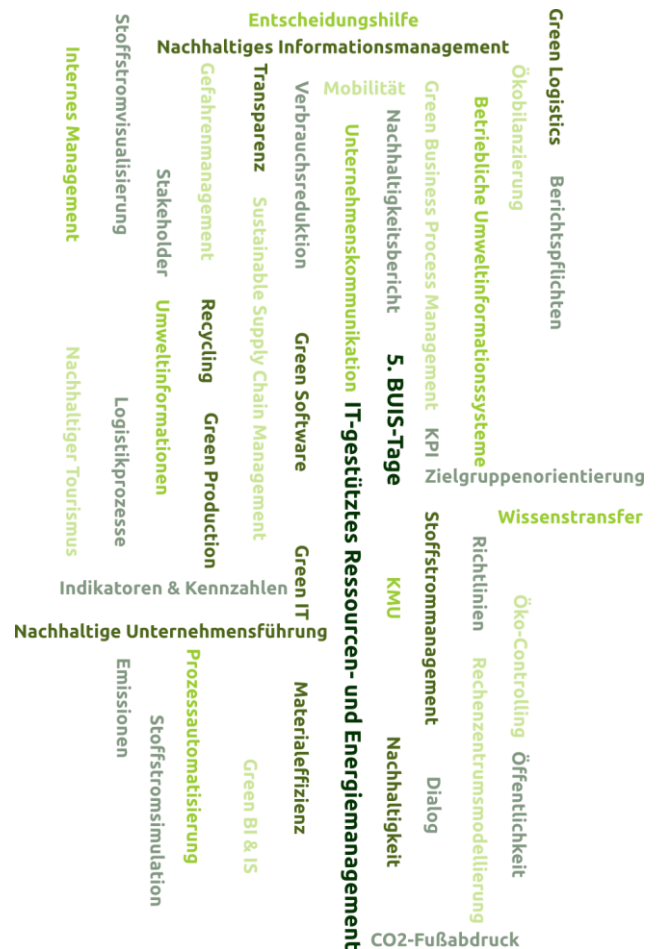 Entscheidungshilfe
Nachhaltiges Informationsmanagement
Green Logistics
Stoffstromvisualisierung
Internes Management
Gefahrenmanagement
Transparenz
Verbrauchsreduktion
Mobilität
Nachhaltigkeitsbericht
Green Business Process Management
Betriebliche Umweltinformationssysteme
Ökobilanzierung
Unternehmenskommunikation
Stakeholder
Berichtspflichten
Sustainable Supply Chain Management
Umweltinformationen
Recycling
Green Software
5. BUIS-Tage
Nachhaltiger Tourismus
Logistikprozesse
Green Production
IT-gestütztes Ressourcen- und Energiemanagement
KPI
Zielgruppenorientierung
Wissenstransfer
Stoffstrommanagement
Richtlinien
Green IT
KMU
Indikatoren & Kennzahlen
Öko-Controlling
Nachhaltige Unternehmensführung
Prozessautomatisierung
Emissionen
Rechenzentrumsmodellierung
Materialeffizienz
Stoffstromsimulation
Nachhaltigkeit
Öffentlichkeit
Green BI & IS
Dialog
CO2-Fußabdruck